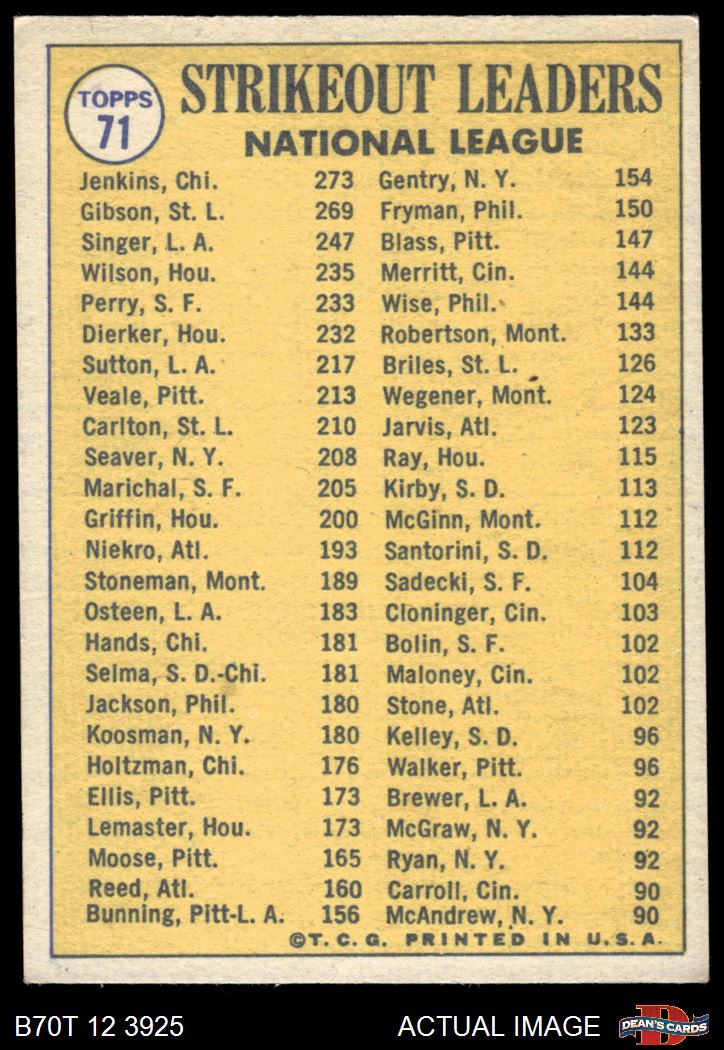 TOPPS
71
STRIKEOUT LEADERS
NATIONAL LEAGUE
Jenkins, Chi. 273 Gentry, N. Y. 154
Gibson, St. L. 269 Fryman, Phil. 150
Singer, L. A. 247 Blass, Pitt. 147
Wilson, Hou. 235 Merritt, Cin. 144
Perry, S. F. 233 Wise, Phil. 144
Dierker, Hou. 232 Robertson, Mont. 133
Sutton, L. A. 217 Briles, St. L. 126
Veale, Pitt. 213 Wegener, Mont. 124
Carlton, St. L. 210 Jarvis, Atl. 123
Seaver, N. Y. 208 Ray, Hou. 115
Marichal, S. F. 205 Kirby, S. D. 113
Griffin, Hou. 200 McGinn, Mont. 112
Niekro, Atl. 193 Santorini, S. D. 112
Stoneman, Mont. 189 Sadecki, S. F. 104
Osteen, L. A. 183 Cloninger, Cin. 103
Hands, Chi. 181 Bolin, S. F. 102
Selma, S. D.-Chi. 181 Maloney, Cin. 102
Jackson, Phil. 180 Stone, Atl. 102
Koosman, N. Y. 180 Kelley, S. D. 96
Holtzman, Chi. 176 Walker, Pitt. 96
Ellis, Pitt. 173 Brewer, L. A. 92
Lemaster, Hou. 173 McGraw, N. Y. 92
Moose, Pitt. 165 Ryan, N. Y. 92
Reed, Atl. 160 Carroll, Cin. 90
Bunning, Pitt-L. A. 156 McAndrew, N. Y. 90
©T. C. G. PRINTED IN U.S.A.
B70T 12 3925 ACTUAL IMAGE D DEAN'S CARDS